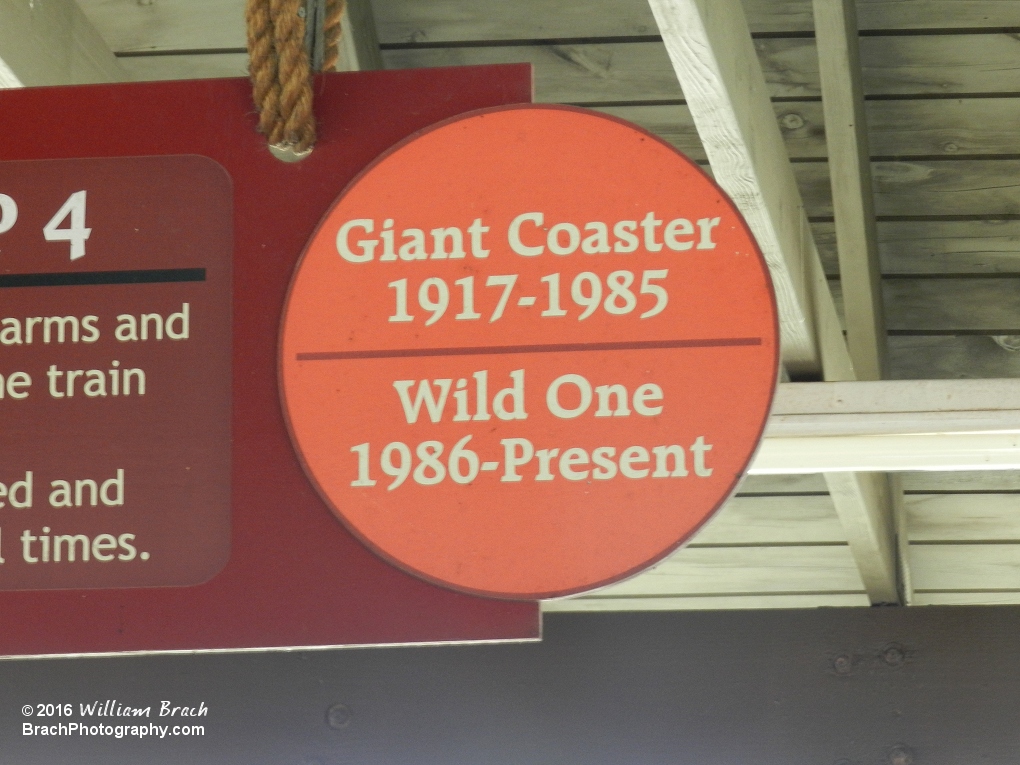 4
arms and
train
and
times.
Giant Coaster
1917-1985
Wild One
1986-Present
© 2016 William Brach
BrachPhotography.com